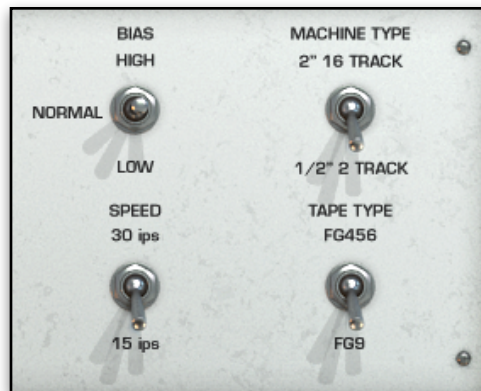 BIAS
HIGH
NORMAL
LOW
MACHINE TYPE
2" 16 TRACK
1/2" 2 TRACK
SPEED
30 ips
15 ips
TAPE TYPE
FG456
FG9